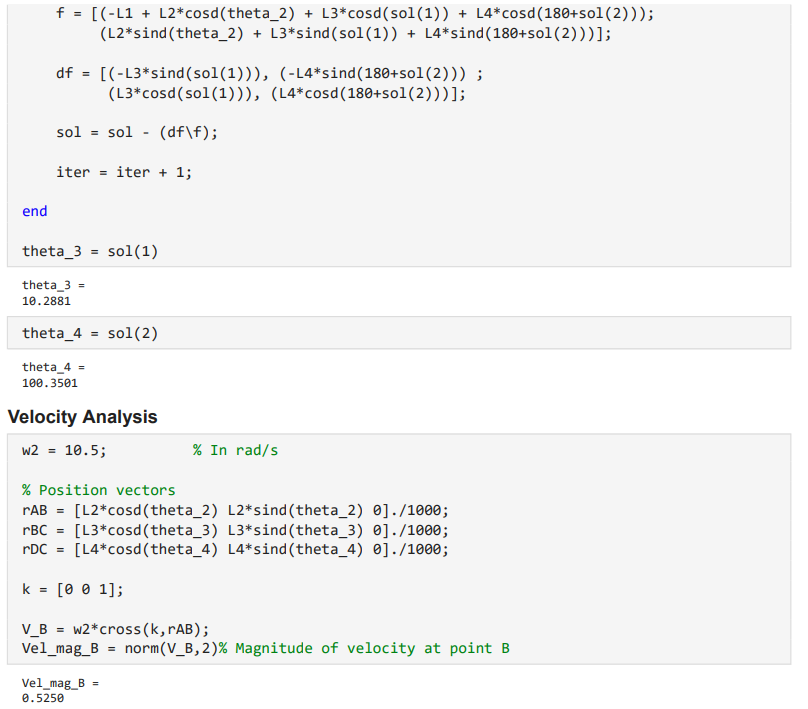 f = [(-L1 + L2*cosd(theta_2) + L3*cosd(sol(1)) + L4*cosd(180+sol(2)));
(L2*sind(theta_2) + L3*sind(sol(1)) + L4*sind(180+sol(2)))];
df = [(-L3*sind(sol(1))), (-L4*sind(180+sol(2))) ;
(L3*cosd(sol(1))), (L4*cosd(180+sol(2)))];
sol = sol - (df\f);
iter = iter + 1;
end
theta_3 = sol(1)
theta_3 =
10.2881
theta_4 = sol(2)
theta_4 =
100.3501
Velocity Analysis
w2 = 10.5; % In rad/s
% Position vectors
rAB = [L2*cosd(theta_2) L2*sind(theta_2) 0]./1000;
rBC = [L3*cosd(theta_3) L3*sind(theta_3) 0]./1000;
rDC = [L4*cosd(theta_4) L4*sind(theta_4) 0]./1000;
k = [0 0 1];
V_B = w2*cross(k,rAB);
Vel_mag_B = norm(V_B,2)% Magnitude of velocity at point B
Vel_mag_B =
0.5250